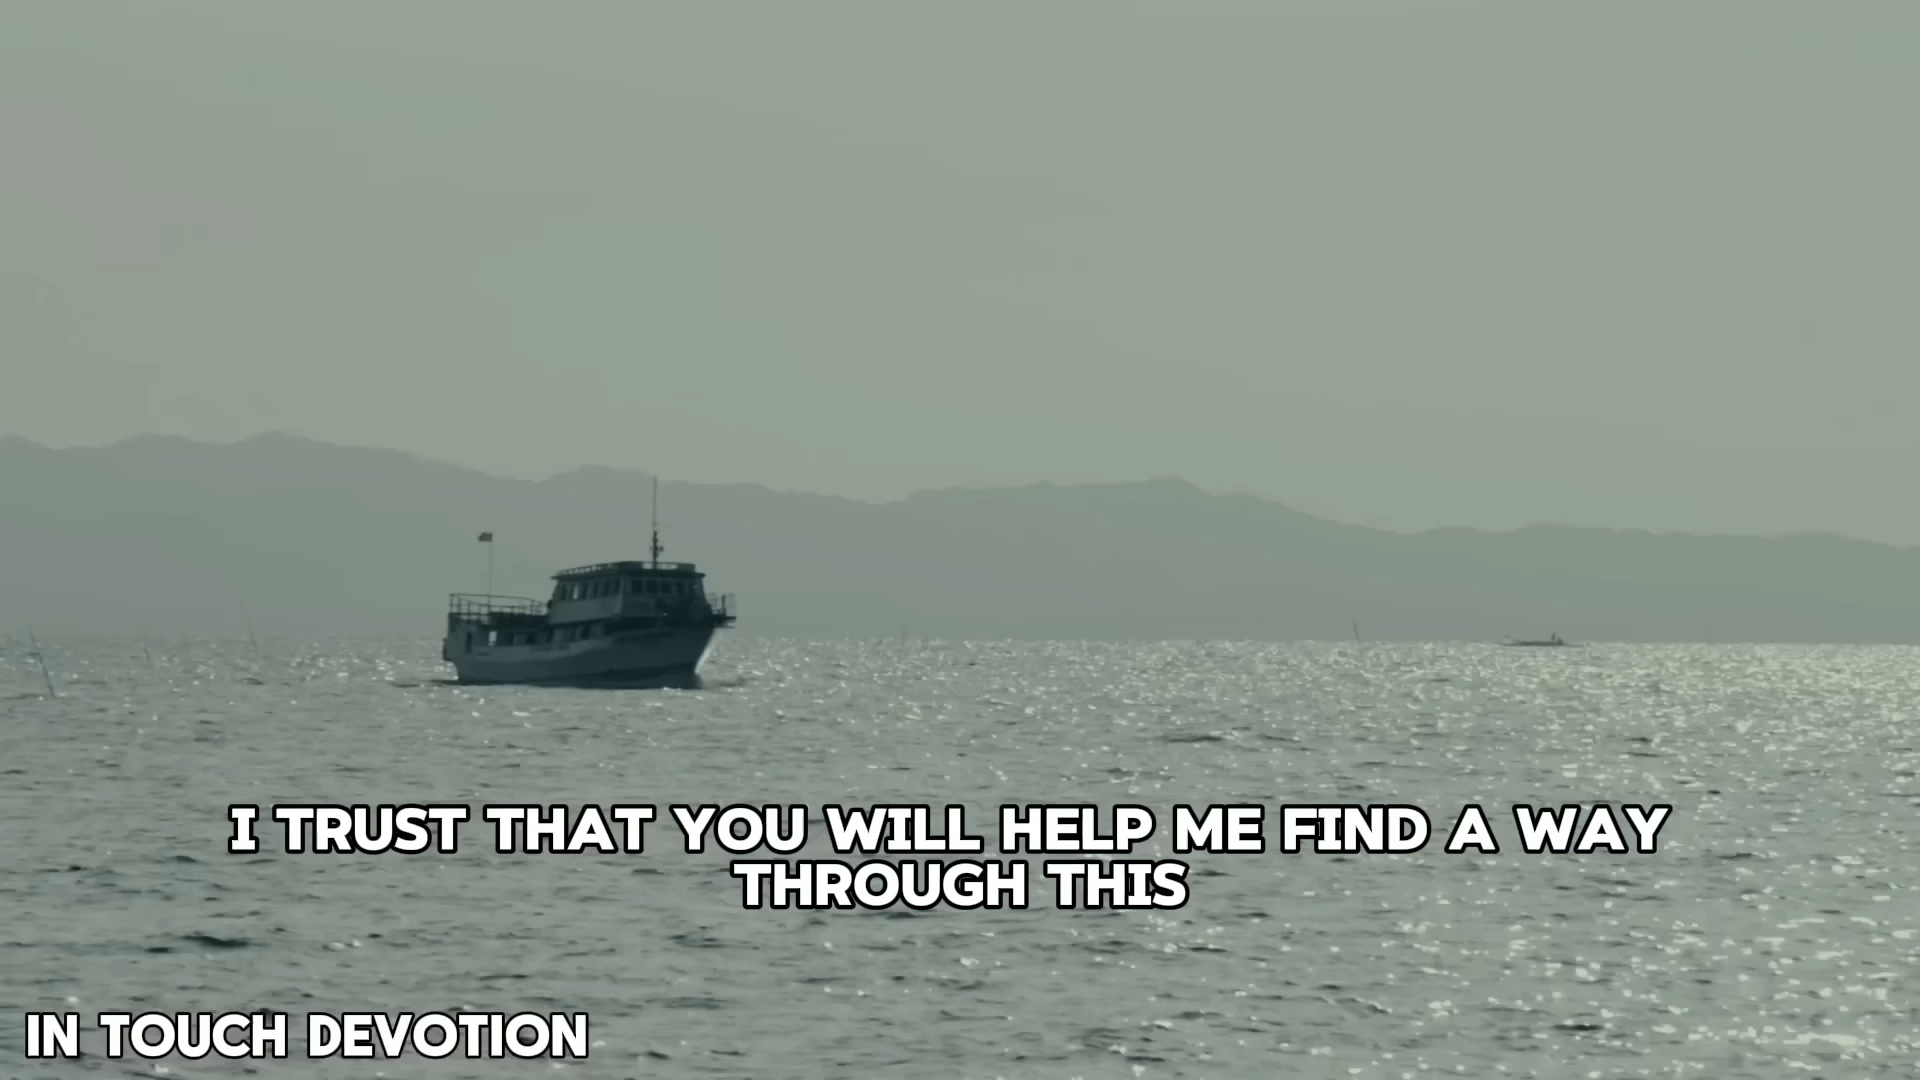 I TRUST THAT YOU WILL HELP ME FIND A WAY
THROUGH THIS
IN TOUCH DEVOTION